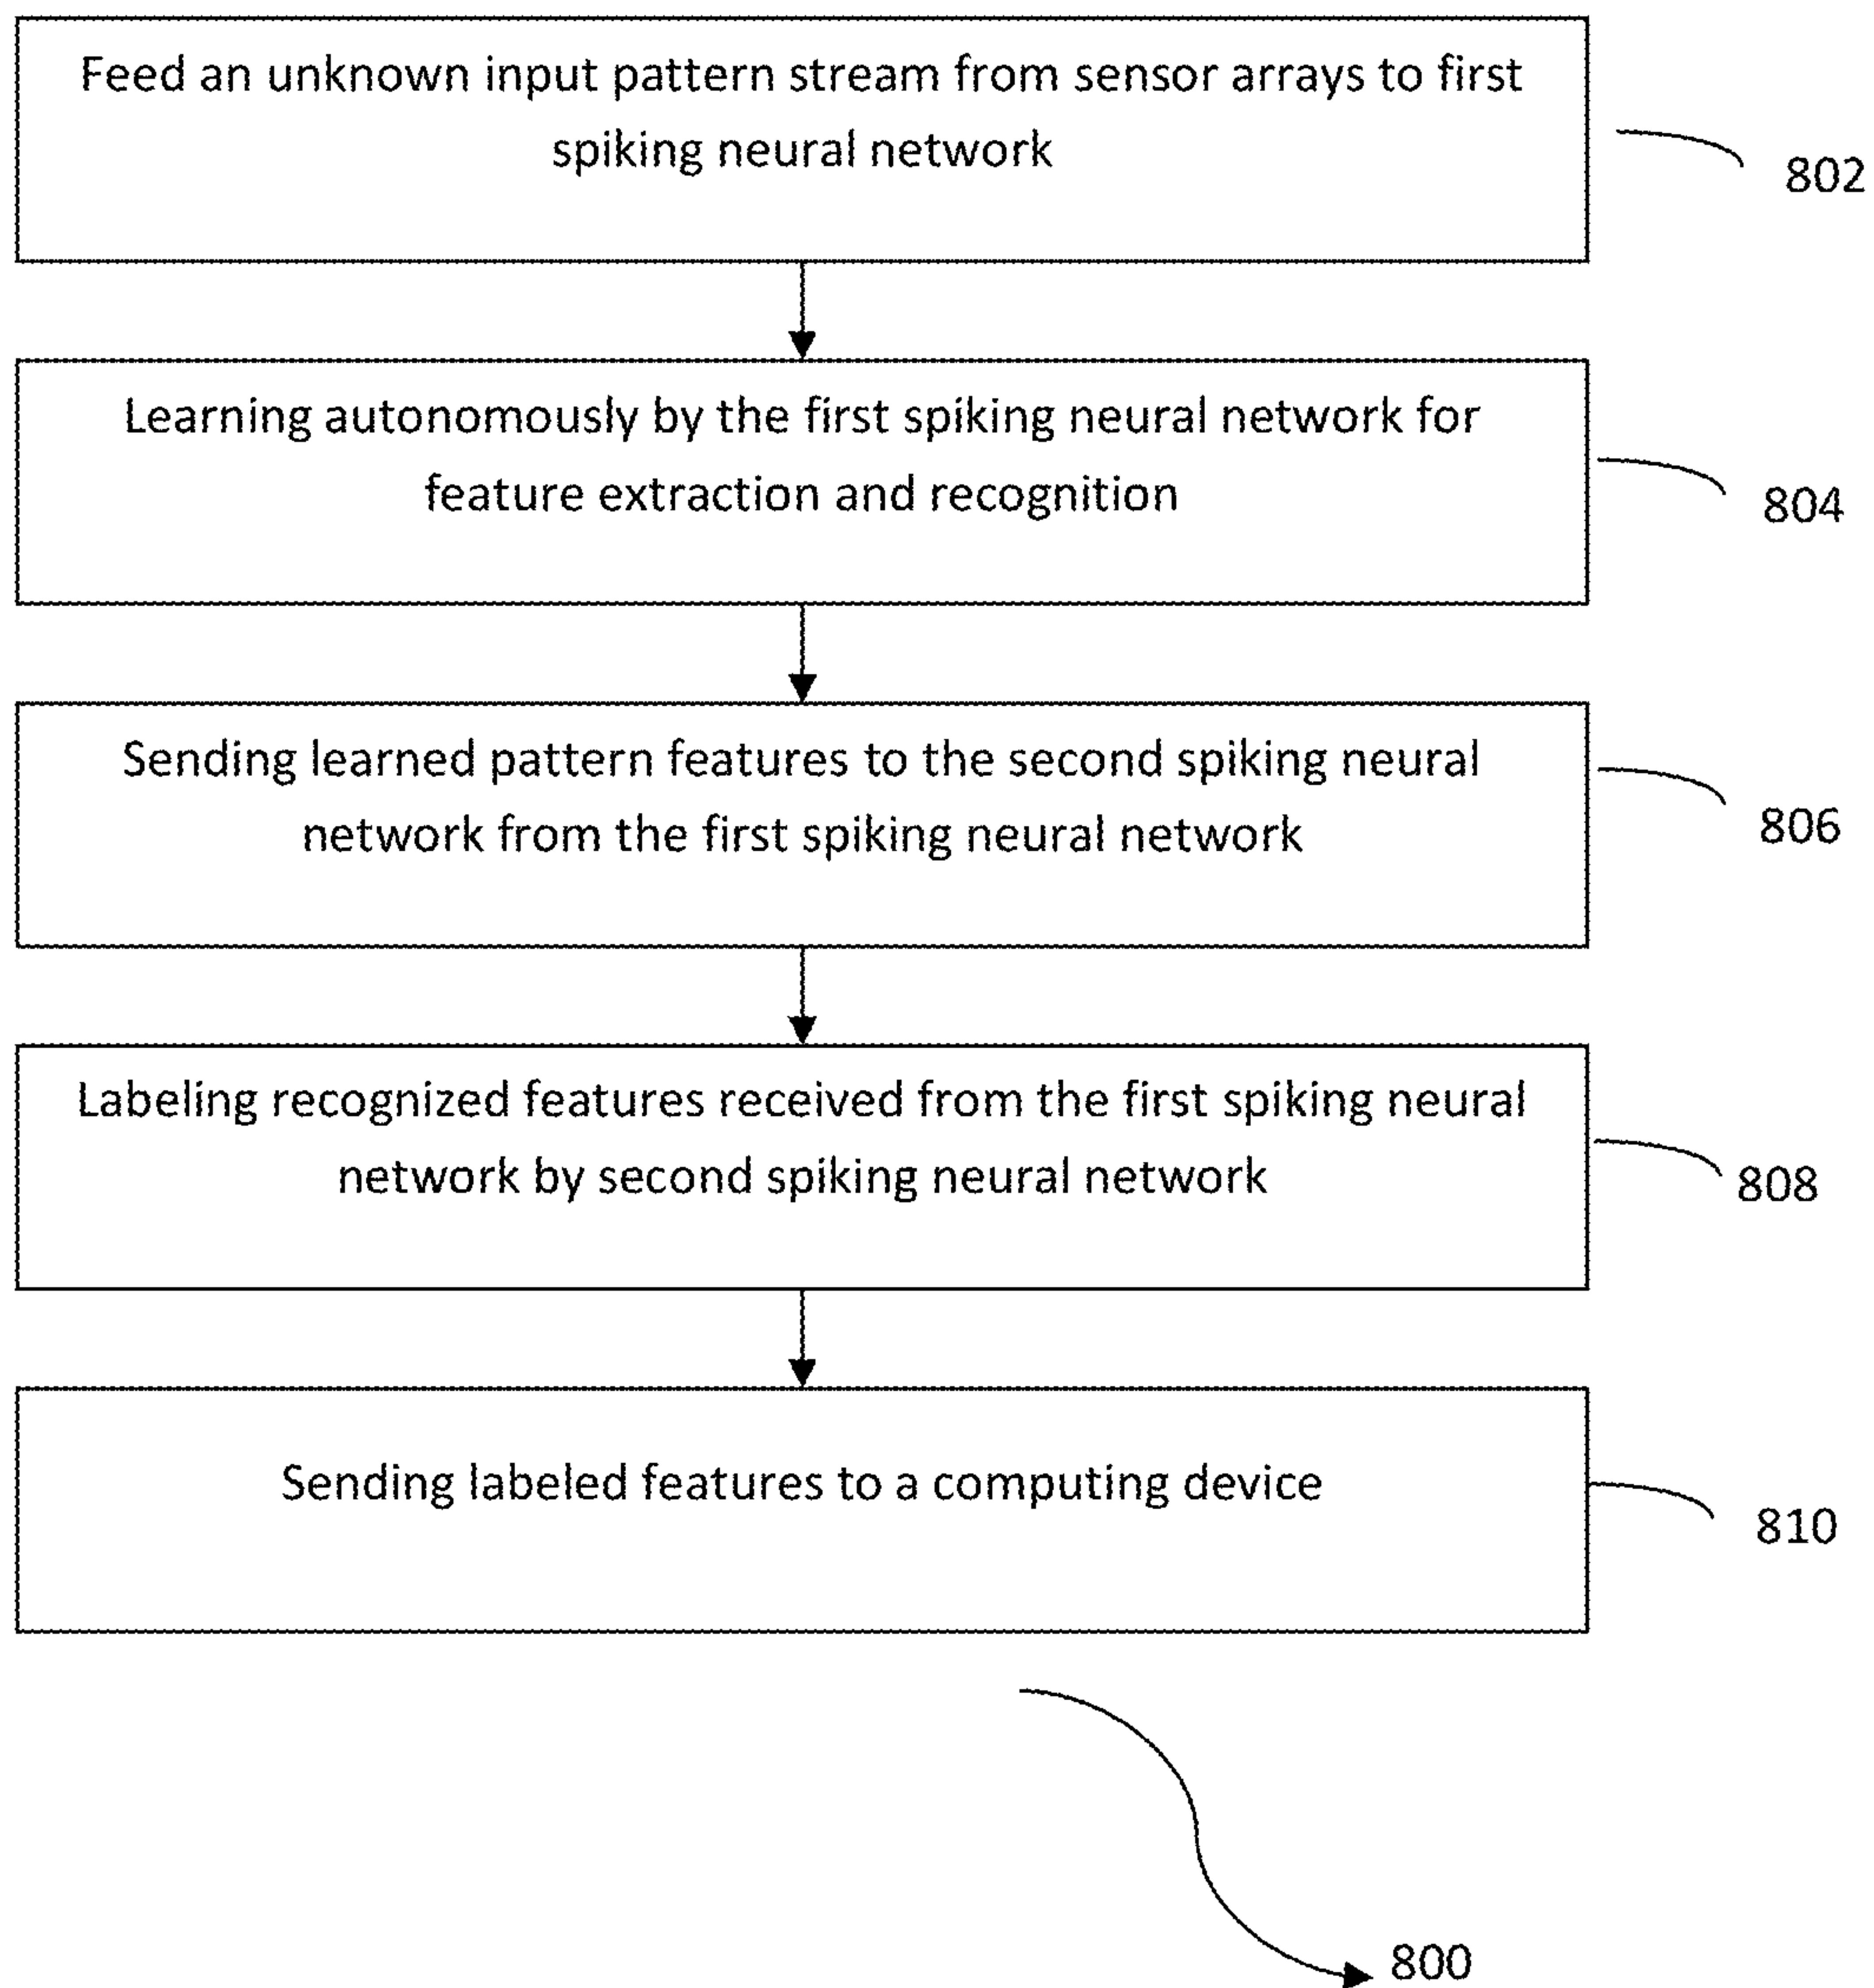 Feed an unknown input pattern stream from sensor arrays to first
spiking neural network
802
Learning autonomously by the first spiking neural network for
feature extraction and recognition
804
Sending learned pattern features to the second spiking neural
network from the first spiking neural network
806
Labeling recognized features received from the first spiking neural
network by second spiking neural network
808
Sending labeled features to a computing device
810
800